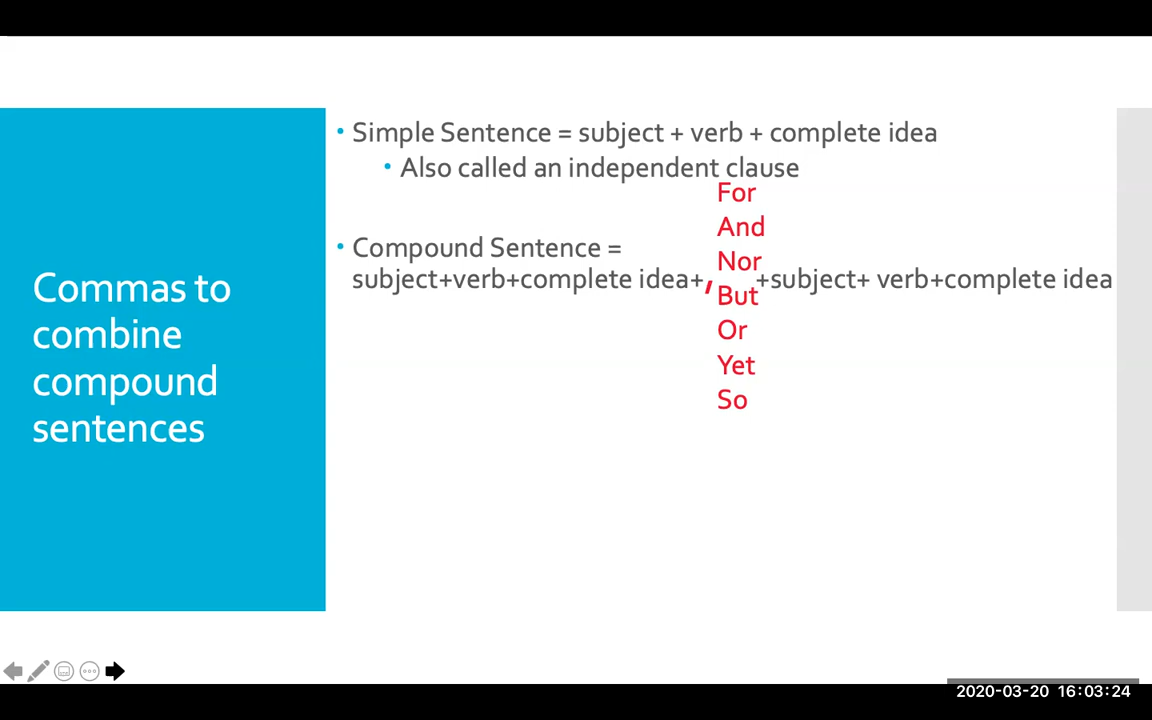 Commas to
combine
compound
sentences
• Simple Sentence = subject + verb + complete idea
• Also called an independent clause
• Compound Sentence =
subject+verb+complete idea+, +subject+ verb+complete idea
For
And
Nor
But
Or
Yet
So
2020-03-20 16:03:24